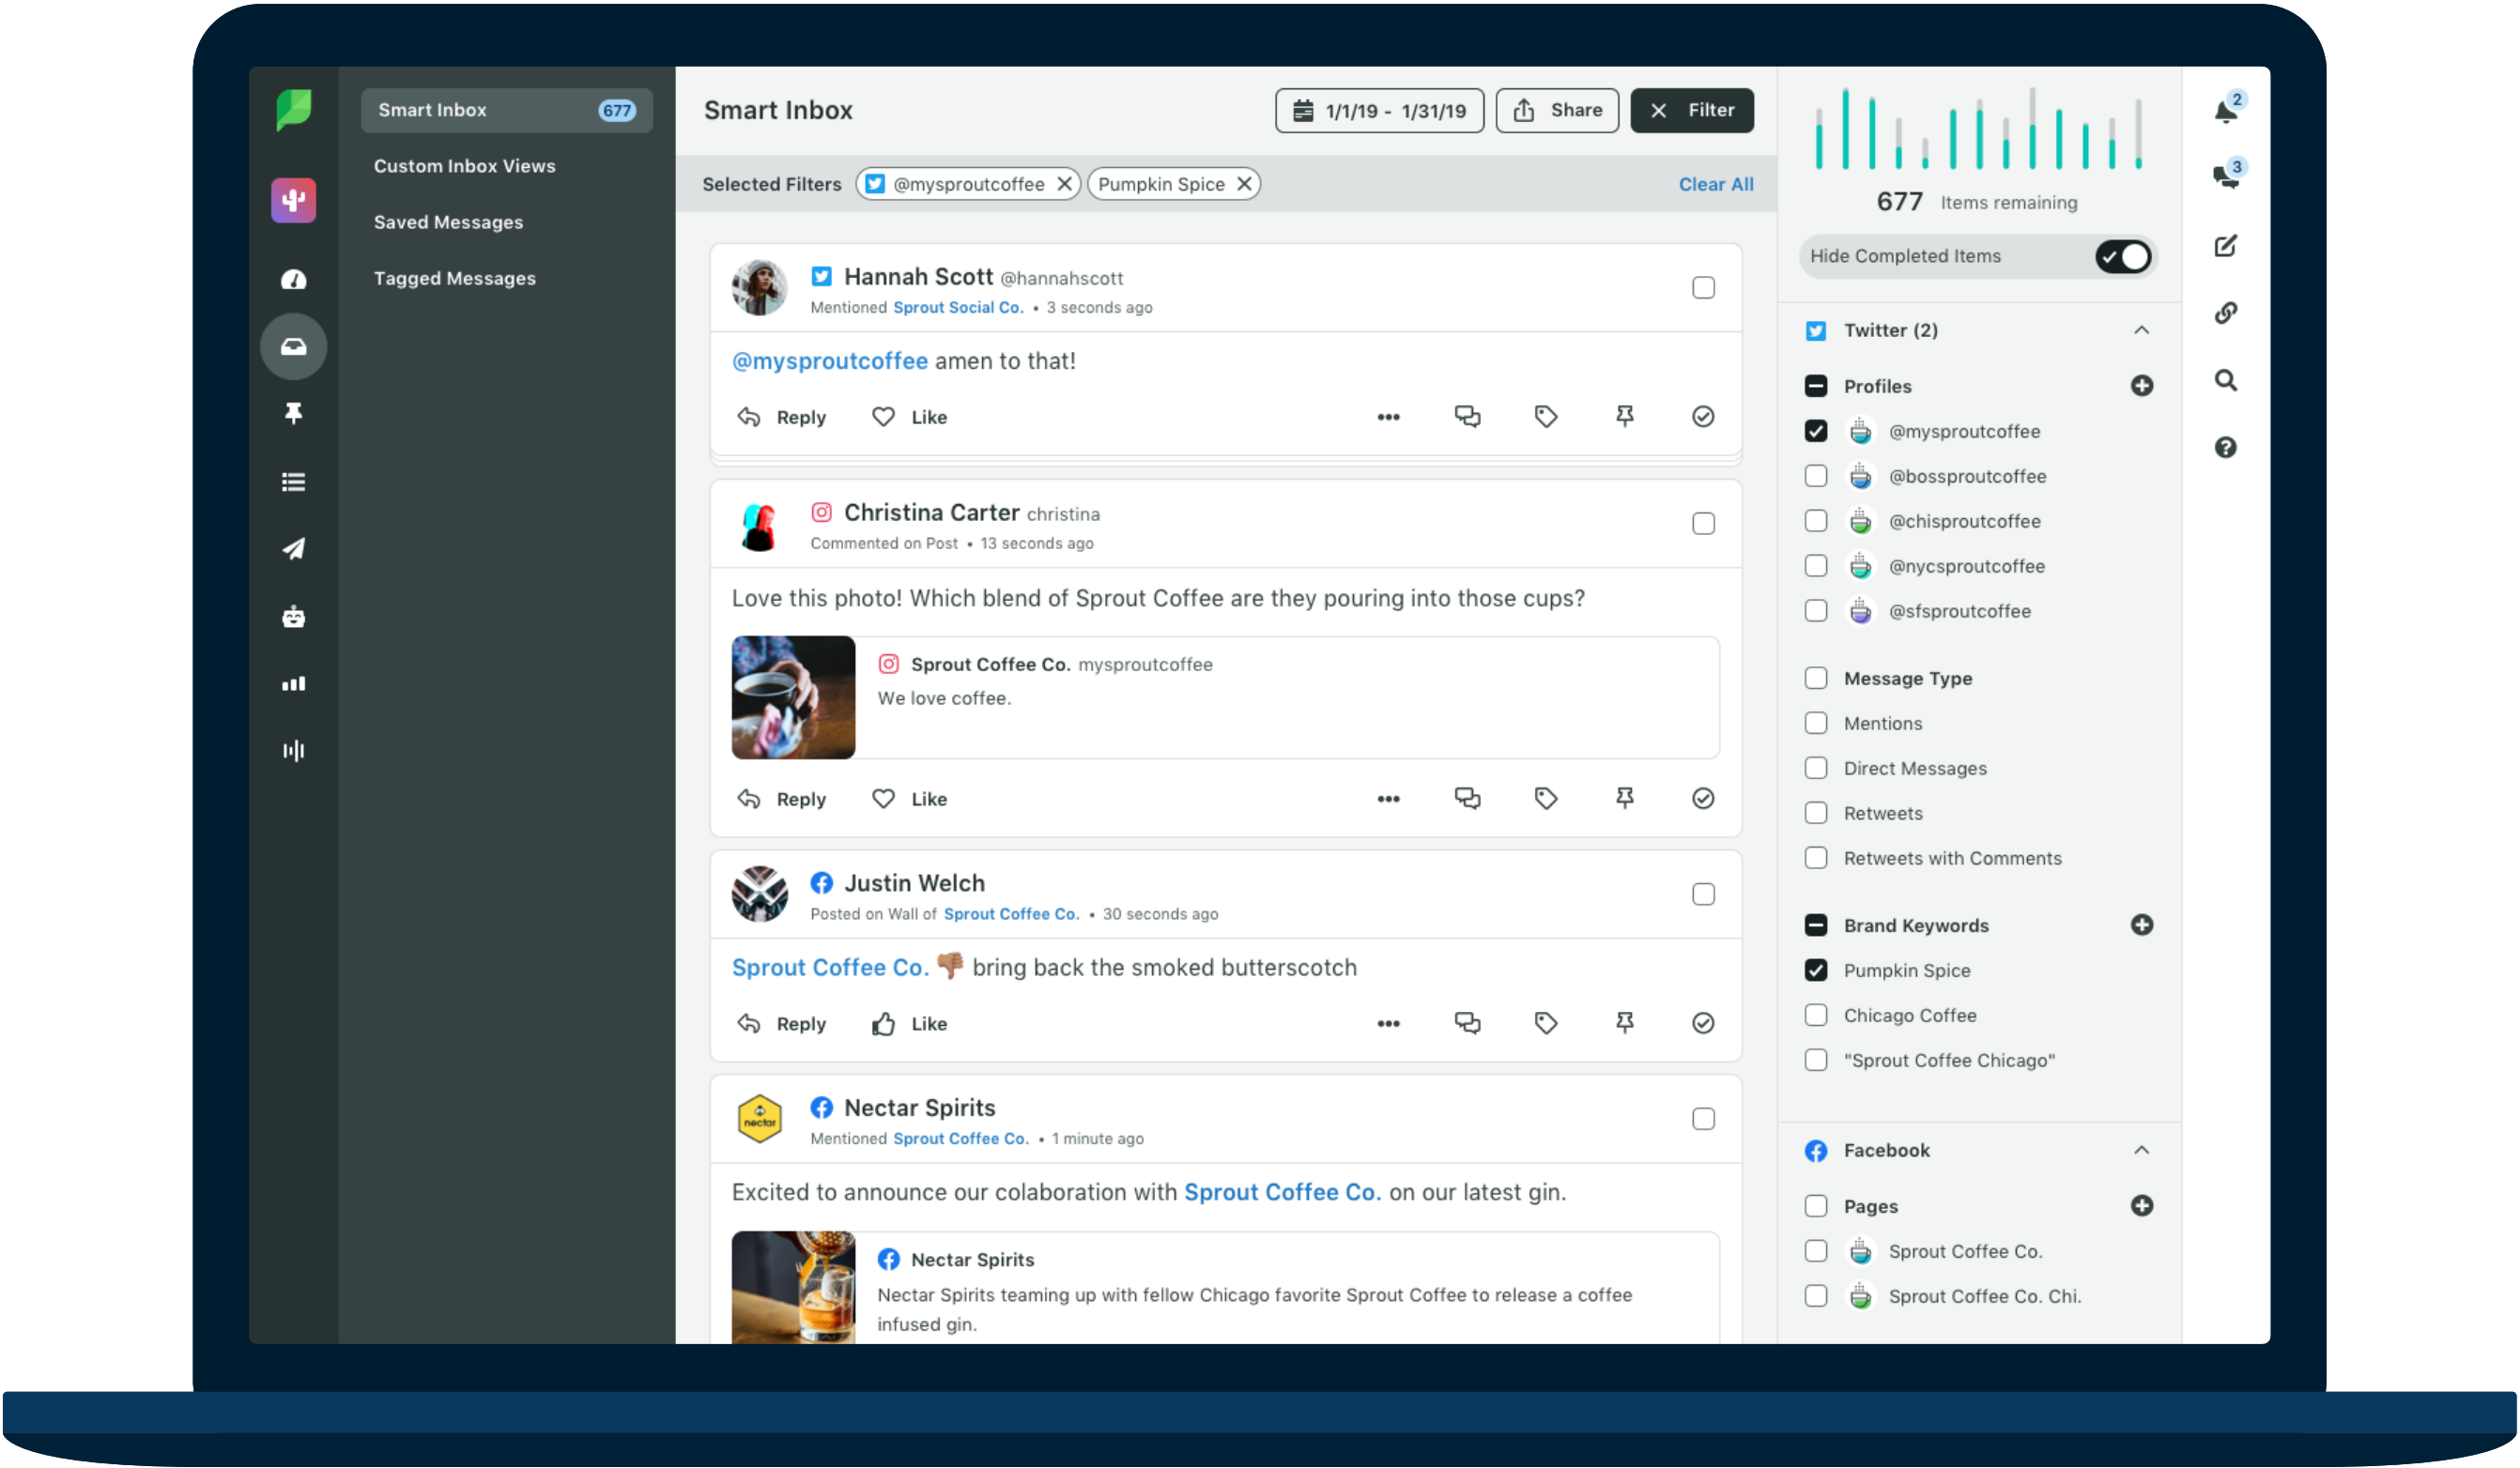 Smart Inbox 677
Custom Inbox Views
Saved Messages
Tagged Messages
Smart Inbox
1/1/19 - 1/31/19
Share
Filter
Selected Filters @mysproutcoffee Pumpkin Spice Clear All
Hannah Scott @hannahscott
Mentioned Sprout Social Co. • 3 seconds ago
@mysproutcoffee amen to that!
Reply Like
Christina Carter christina
Commented on Post • 13 seconds ago
Love this photo! Which blend of Sprout Coffee are they pouring into those cups?
Sprout Coffee Co. mysproutcoffee
We love coffee.
Reply Like
Justin Welch
Posted on Wall of Sprout Coffee Co. • 30 seconds ago
Sprout Coffee Co. 👎🏽 bring back the smoked butterscotch
Reply Like
nectar
Nectar Spirits
Mentioned Sprout Coffee Co. • 1 minute ago
Excited to announce our colaboration with Sprout Coffee Co. on our latest gin.
Nectar Spirits
Nectar Spirits teaming up with fellow Chicago favorite Sprout Coffee to release a coffee
infused gin.
677 Items remaining
Hide Completed Items
Twitter (2)
Profiles
@mysproutcoffee
@bossproutcoffee
@chisproutcoffee
@nycsproutcoffee
@sfsproutcoffee
Message Type
Mentions
Direct Messages
Retweets
Retweets with Comments
Brand Keywords
Pumpkin Spice
Chicago Coffee
"Sprout Coffee Chicago"
Facebook
Pages
Sprout Coffee Co.
Sprout Coffee Co. Chi.
2
3